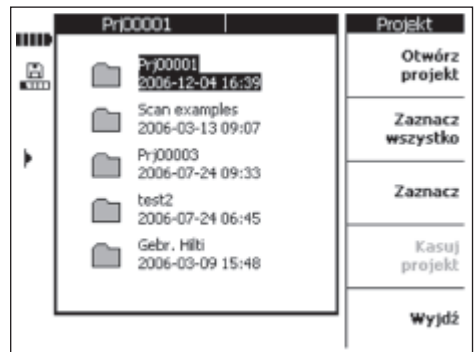 Prj00001
Prj00001
2006-12-04 16:39
Scan examples
2006-03-13 09:07
Prj00003
2006-07-24 09:33
test2
2006-07-24 06:45
Gebr. Hilti
2006-03-09 15:48
Projekt
Otwórz
projekt
Zaznacz
wszystko
Zaznacz
Kasuj
projekt
Wyjdź